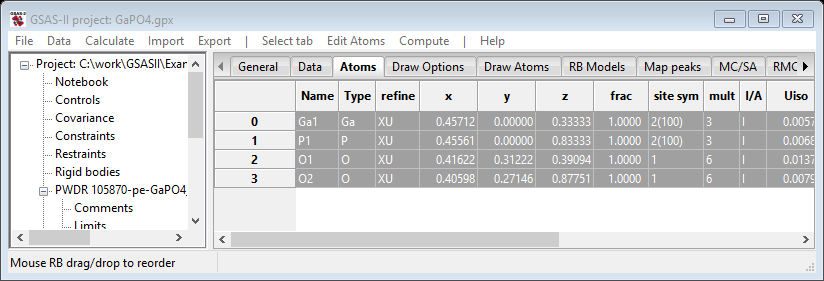 GSAS-II project: GaPO4.gpx
File Data Calculate Import Export | Select tab Edit Atoms Compute | Help
Project: C:\work\GSASII\Exam
Notebook
Controls
Covariance
Constraints
Restraints
Rigid bodies
PWDR 105870-pe-GaPO4_
Comments
Limits
General Data Atoms Draw Options Draw Atoms RB Models Map peaks MC/SA RMC
Name Type refine x y z frac site sym mult I/A Uiso
0 Ga1 Ga XU 0.45712 0.00000 0.33333 1.0000 2(100) 3 I 0.0057
1 P1 P XU 0.45561 0.00000 0.83333 1.0000 2(100) 3 I 0.0068
2 O1 O XU 0.41622 0.31222 0.39094 1.0000 1 6 I 0.0137
3 O2 O XU 0.40598 0.27146 0.87751 1.0000 1 6 I 0.0079
Mouse RB drag/drop to reorder